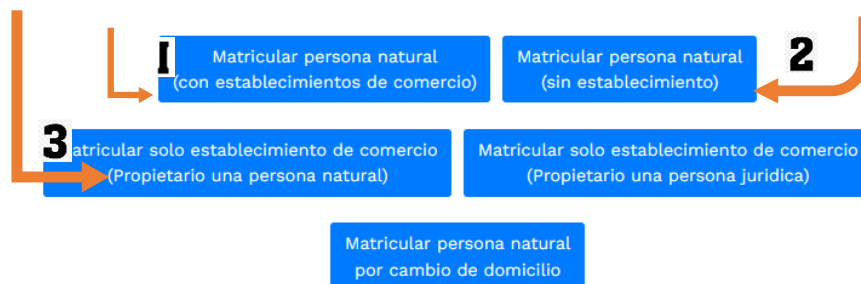 1
Matricular persona natural
(con establecimientos de comercio)
Matricular persona natural
(sin establecimiento)
2
3
atricular solo establecimiento de comercio
(Propietario una persona natural)
Matricular solo establecimiento de comercio
(Propietario una persona juridica)
Matricular persona natural
por cambio de domicilio